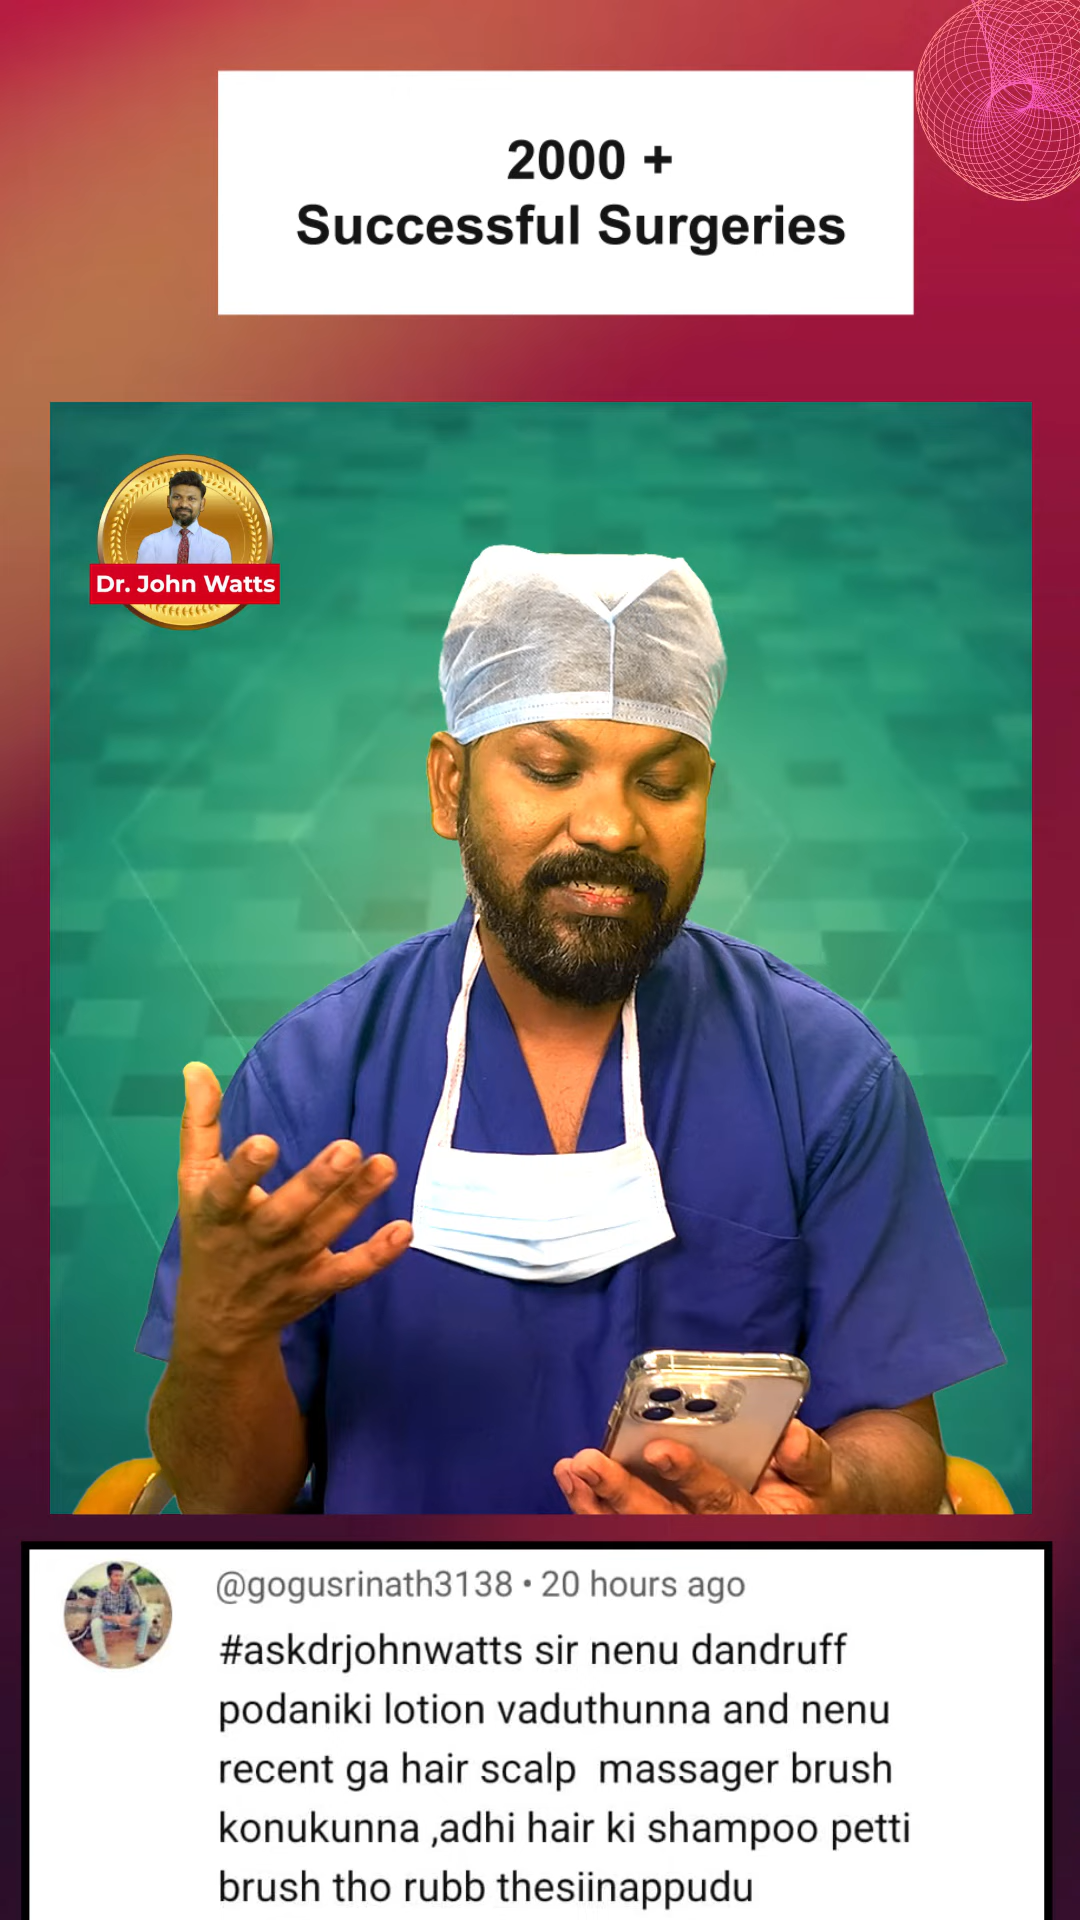 2000 +
Successful Surgeries
Dr. John Watts
@gogusrinath3138 • 20 hours ago
#askdrjohnwatts sir nenu dandruff
podaniki lotion vaduthunna and nenu
recent ga hair scalp  massager brush
konukunna ,adhi hair ki shampoo petti
brush tho rubb thesiinappudu